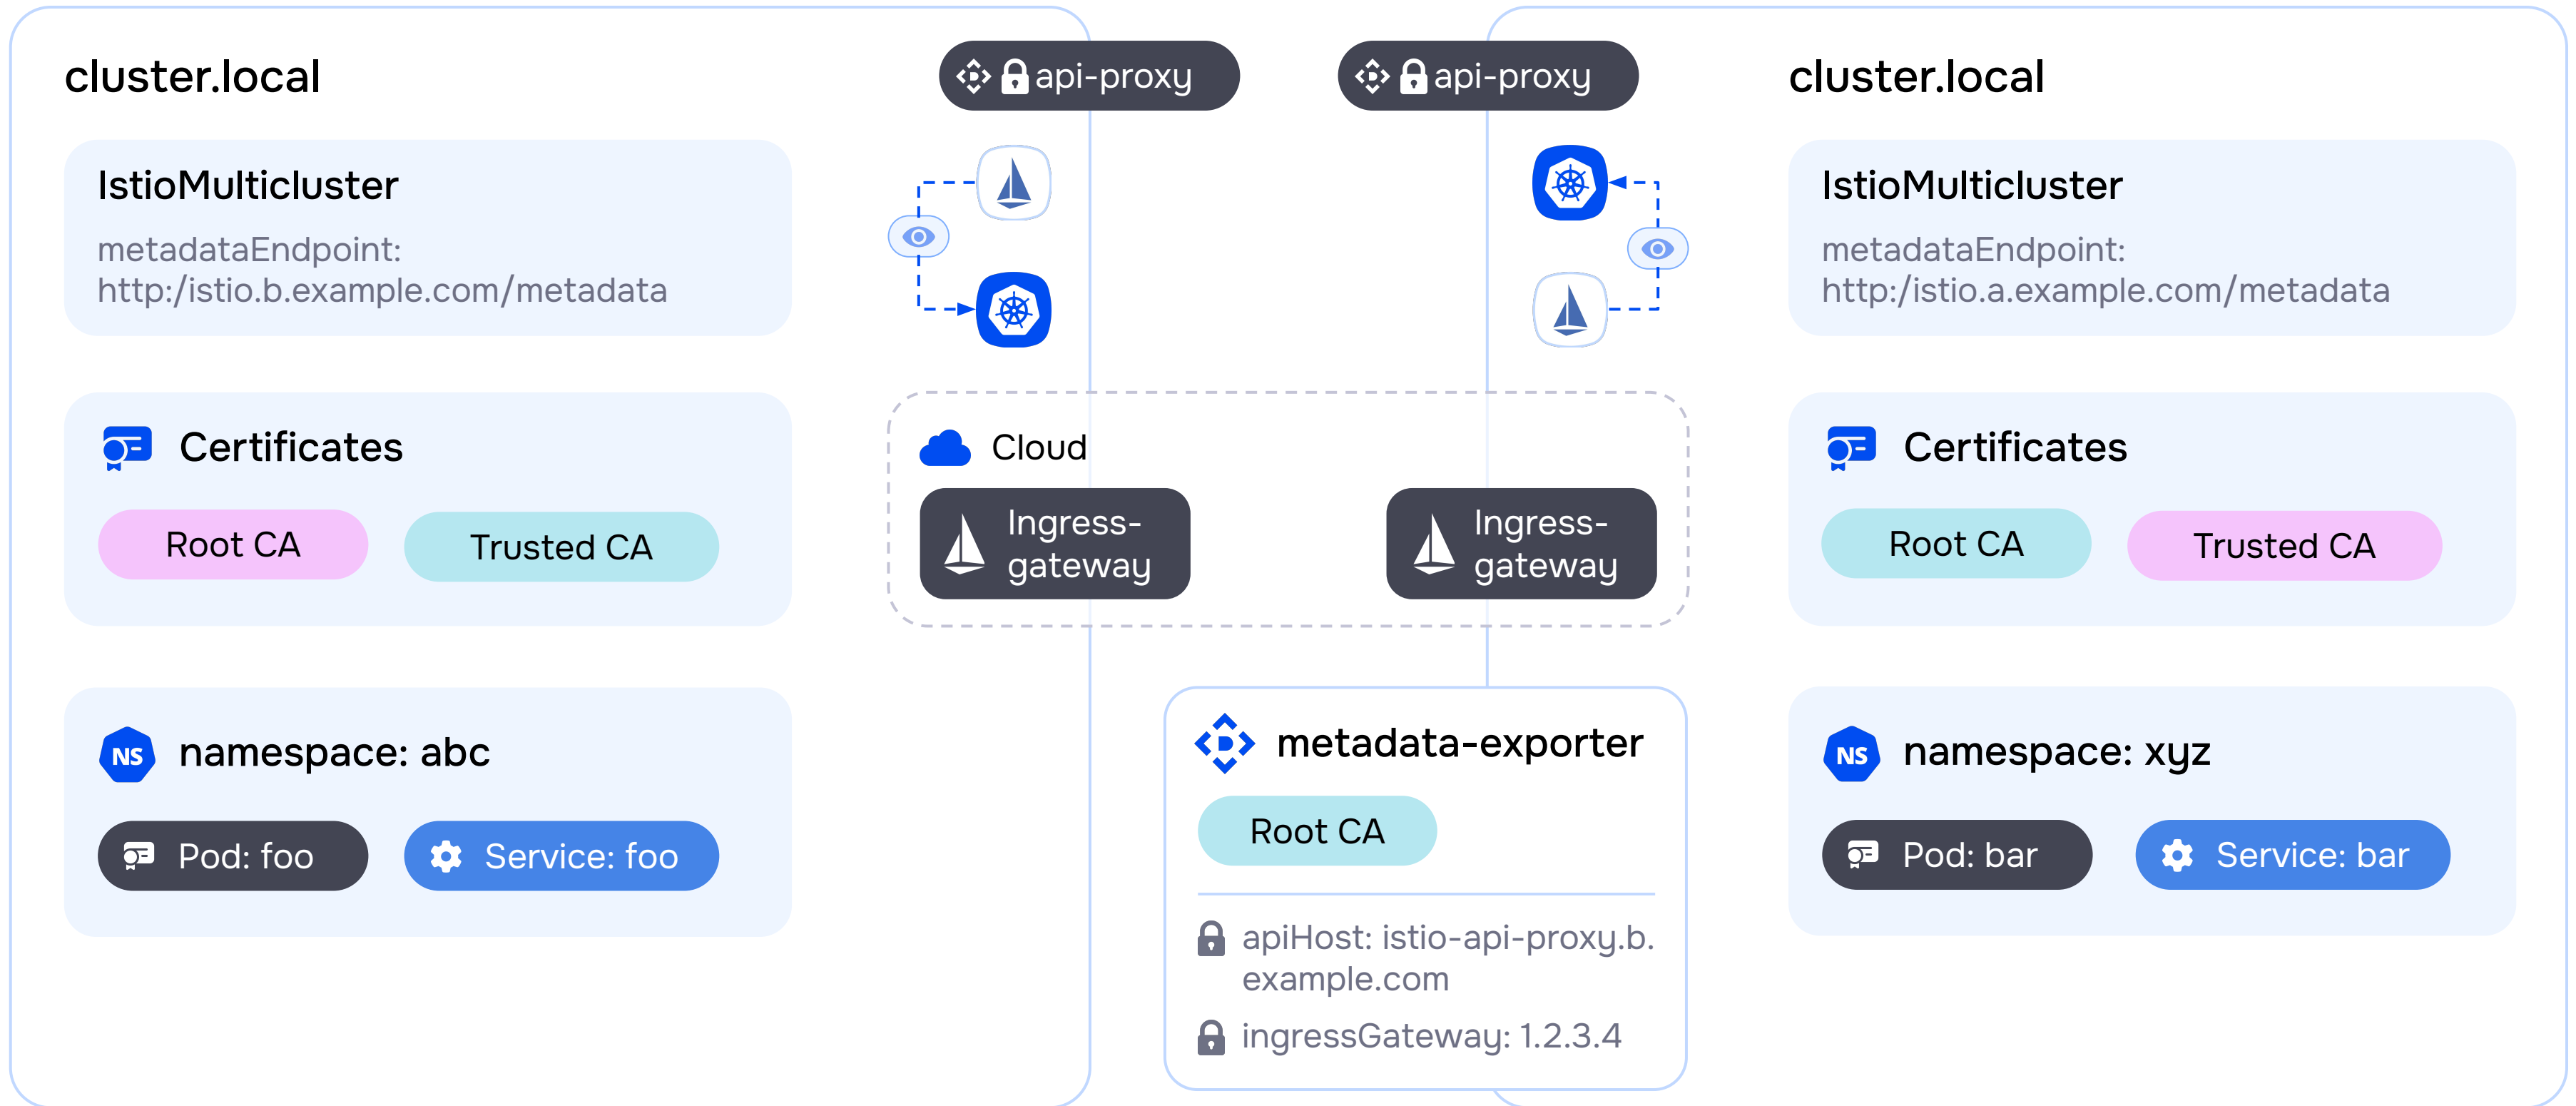 cluster.local
IstioMulticluster
metadataEndpoint:
http:/istio.b.example.com/metadata
Certificates
Root CA
Trusted CA
NS
namespace: abc
Pod: foo
Service: foo
api-proxy
api-proxy
Cloud
Ingress-
gateway
Ingress-
gateway
metadata-exporter
Root CA
apiHost: istio-api-proxy.b.
example.com
ingressGateway: 1.2.3.4
cluster.local
IstioMulticluster
metadataEndpoint:
http:/istio.a.example.com/metadata
Certificates
Root CA
Trusted CA
NS
namespace: xyz
Pod: bar
Service: bar